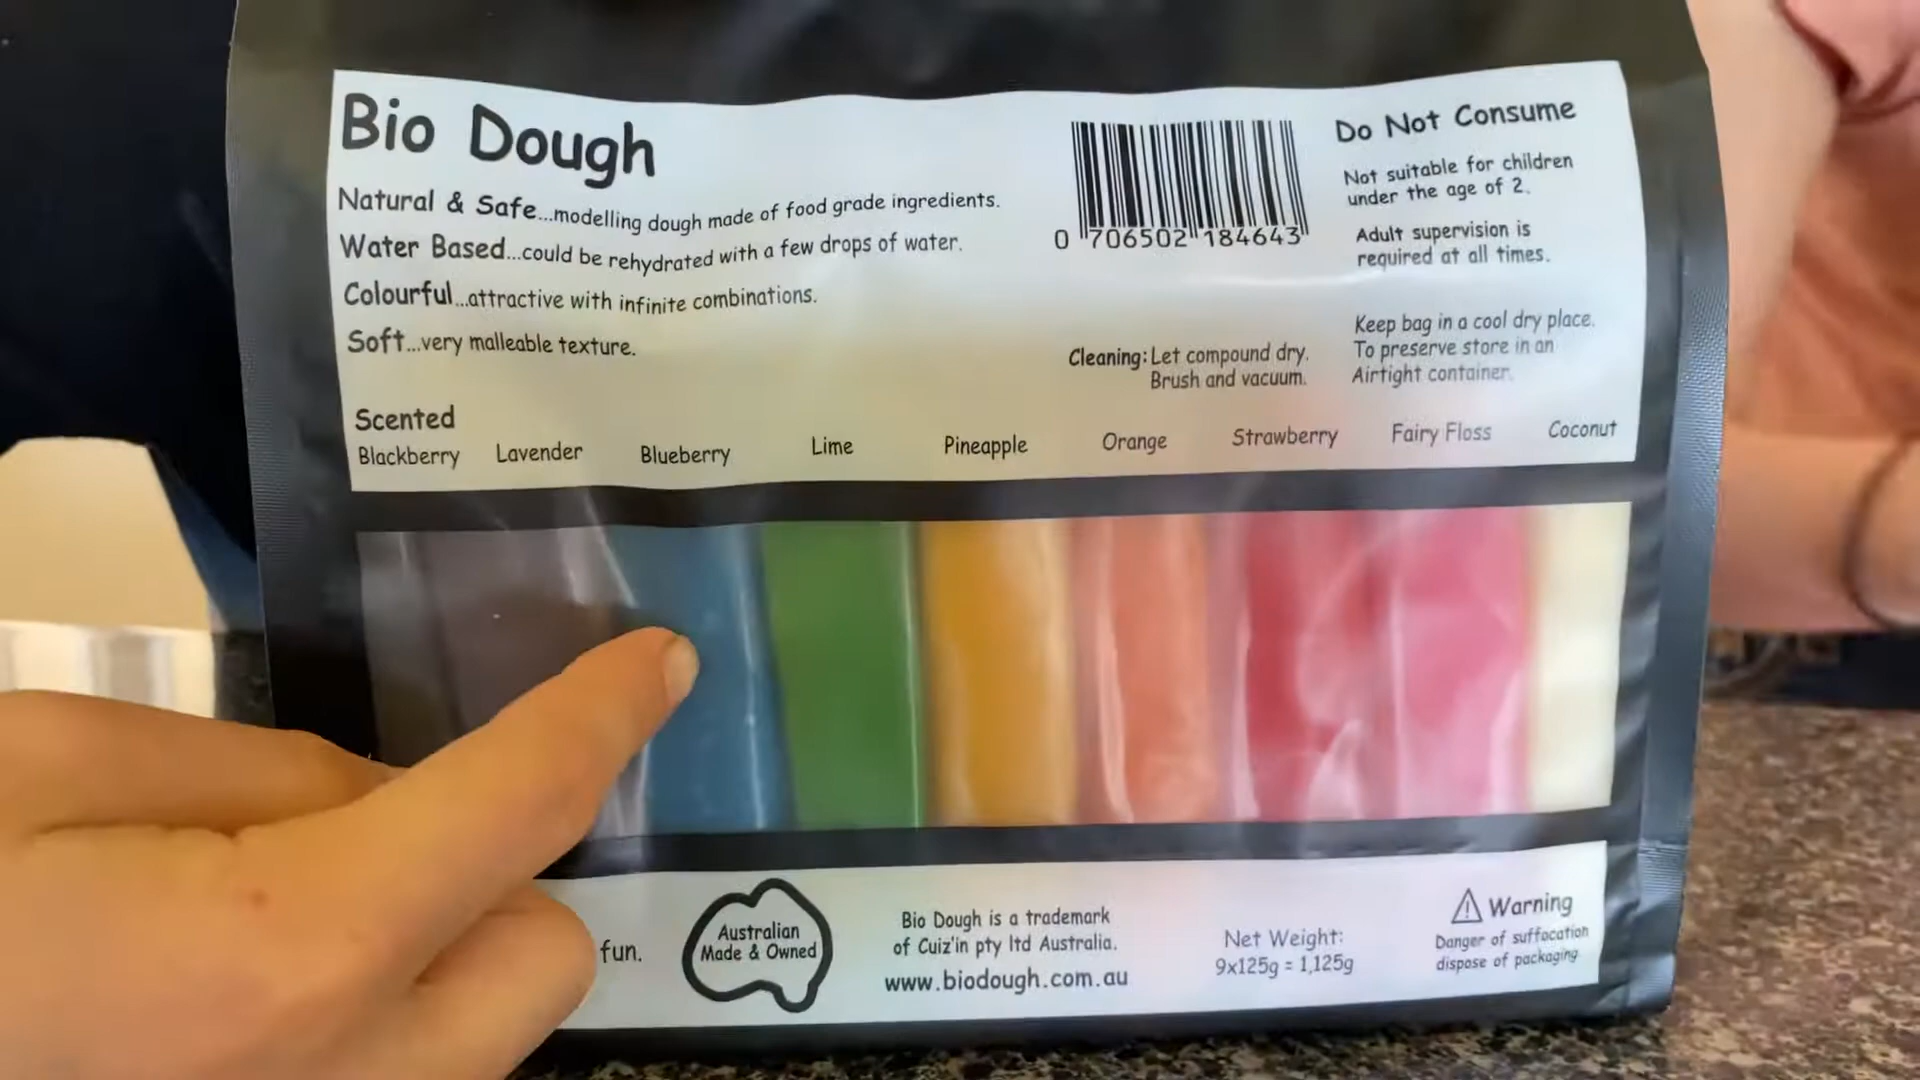 Bio Dough
Natural & Safe...modelling dough made of food grade ingredients.
Water Based...could be rehydrated with a few drops of water.
Colourful...attractive with infinite combinations.
Soft...very malleable texture.
0 706502 184643
Do Not Consume
Not suitable for children
under the age of 2.
Adult supervision is
required at all times.
Cleaning: Let compound dry.
Brush and vacuum.
Keep bag in a cool dry place.
To preserve store in an
Airtight container.
Scented
Blackberry Lavender Blueberry Lime Pineapple Orange Strawberry Fairy Floss Coconut
fun.
Australian
Made & Owned
Bio Dough is a trademark
of Cuiz'in pty ltd Australia.
www.biodough.com.au
Net Weight:
9x125g = 1,125g
Warning
Danger of suffocation
dispose of packaging